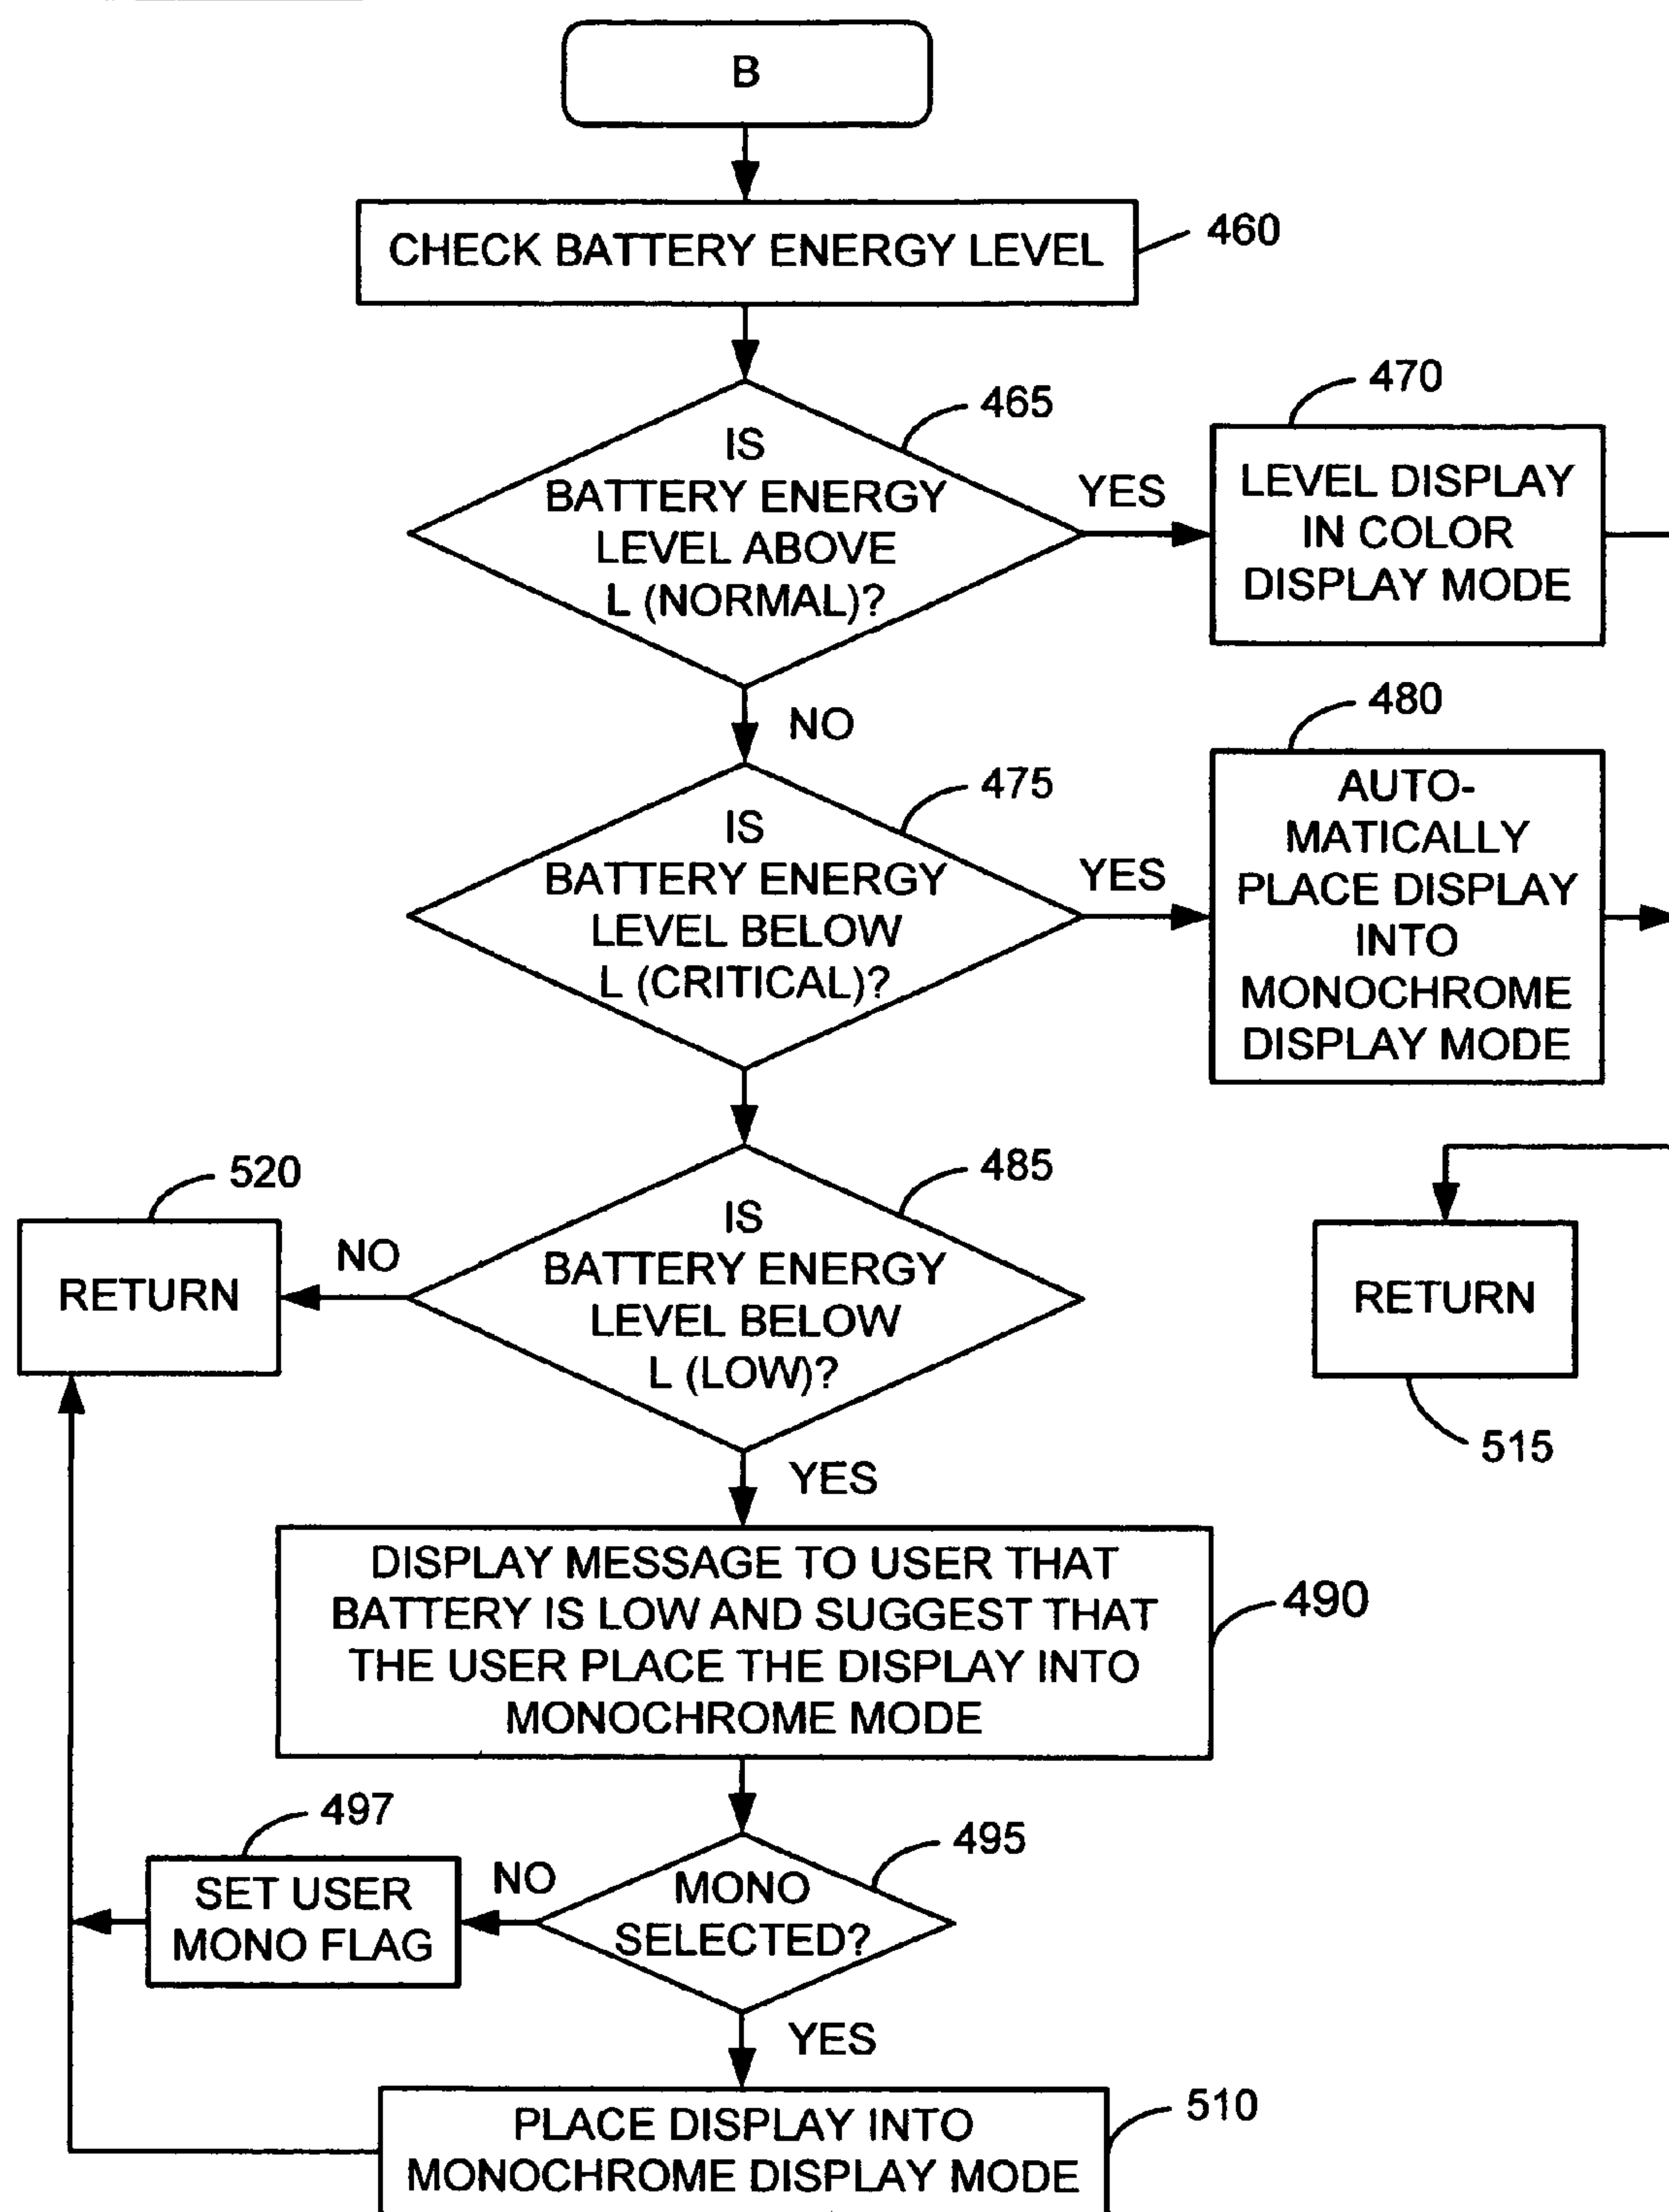 B
CHECK BATTERY ENERGY LEVEL
460
IS
BATTERY ENERGY
LEVEL ABOVE
L (NORMAL)?
465
YES
470
LEVEL DISPLAY
IN COLOR
DISPLAY MODE
NO
IS
BATTERY ENERGY
LEVEL BELOW
L (CRITICAL)?
475
YES
480
AUTO-
MATICALLY
PLACE DISPLAY
INTO
MONOCHROME
DISPLAY MODE
IS
BATTERY ENERGY
LEVEL BELOW
L (LOW)?
485
NO
520
RETURN
RETURN
515
YES
DISPLAY MESSAGE TO USER THAT
BATTERY IS LOW AND SUGGEST THAT
THE USER PLACE THE DISPLAY INTO
MONOCHROME MODE
490
MONO
SELECTED?
495
NO
497
SET USER
MONO FLAG
YES
PLACE DISPLAY INTO
MONOCHROME DISPLAY MODE
510